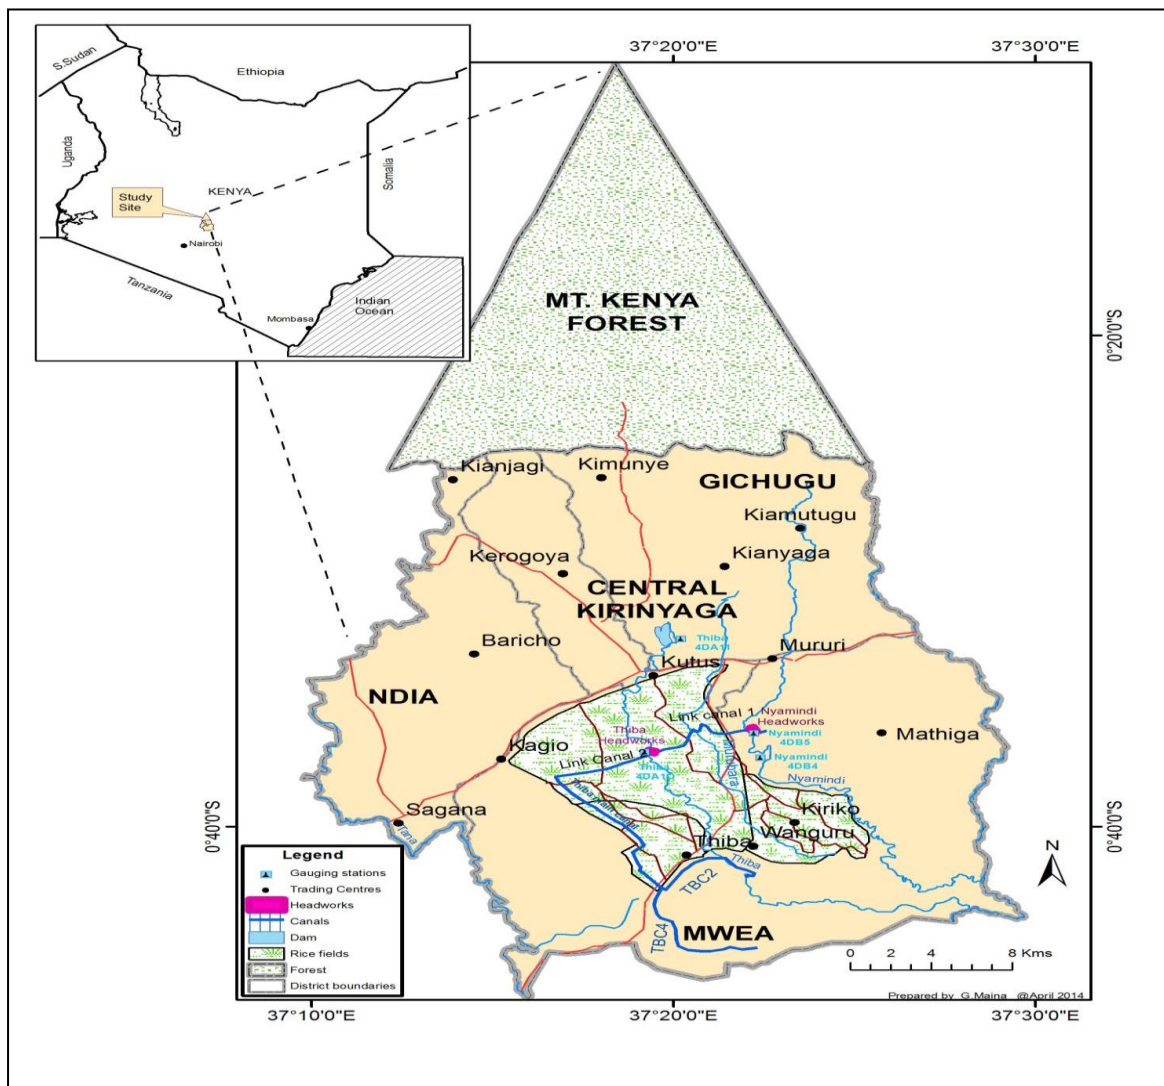 37°20'0"E
37°30'0"E
S.Sudan
Ethiopia
Uganda
Somalia
KENYA
Study
Site
Nairobi
Tanzania
Indian
Ocean
Mombasa
MT. KENYA
FOREST
0°20'0"S
Kianjagi
Kimunye
GICHUGU
Kiamutugu
Kerogoya
Kianyaga
CENTRAL
KIRINYAGA
Baricho
Thiba
4DA11
Mururi
Kutus
NDIA
Link canal 1
Nyamindi
Headworks
Thiba
Headworks
Nyamindi
4DB5
Mathiga
Kagio
Link Canal 2
Thiba
Nyamindi
4DB4
Nyamindi
Thiba main canal
Kiriko
Sagana
Tana
Wanguru
Thiba
Thiba
0°40'0"S
0°40'0"S
N
TBC2
TBC4
MWEA
Legend
Gauging stations
Trading Centres
Headworks
Canals
Dam
Rice fields
Forest
District boundaries
0 2 4 8 Kms
Prepared by G.Maina @April 2014
37°10'0"E
37°20'0"E
37°30'0"E